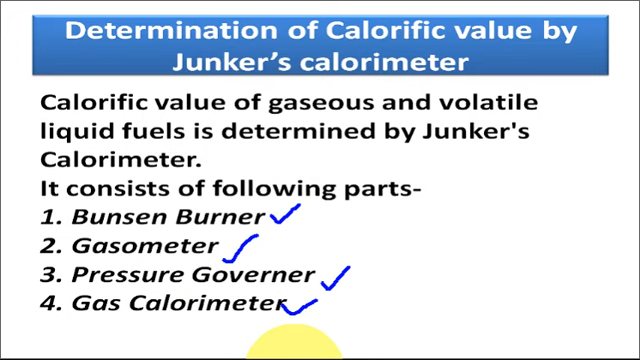 Determination of Calorific value by
Junker's calorimeter
Calorific value of gaseous and volatile
liquid fuels is determined by Junker's
Calorimeter.
It consists of following parts-
1. Bunsen Burner
2. Gasometer
3. Pressure Governer
4. Gas Calorimeter